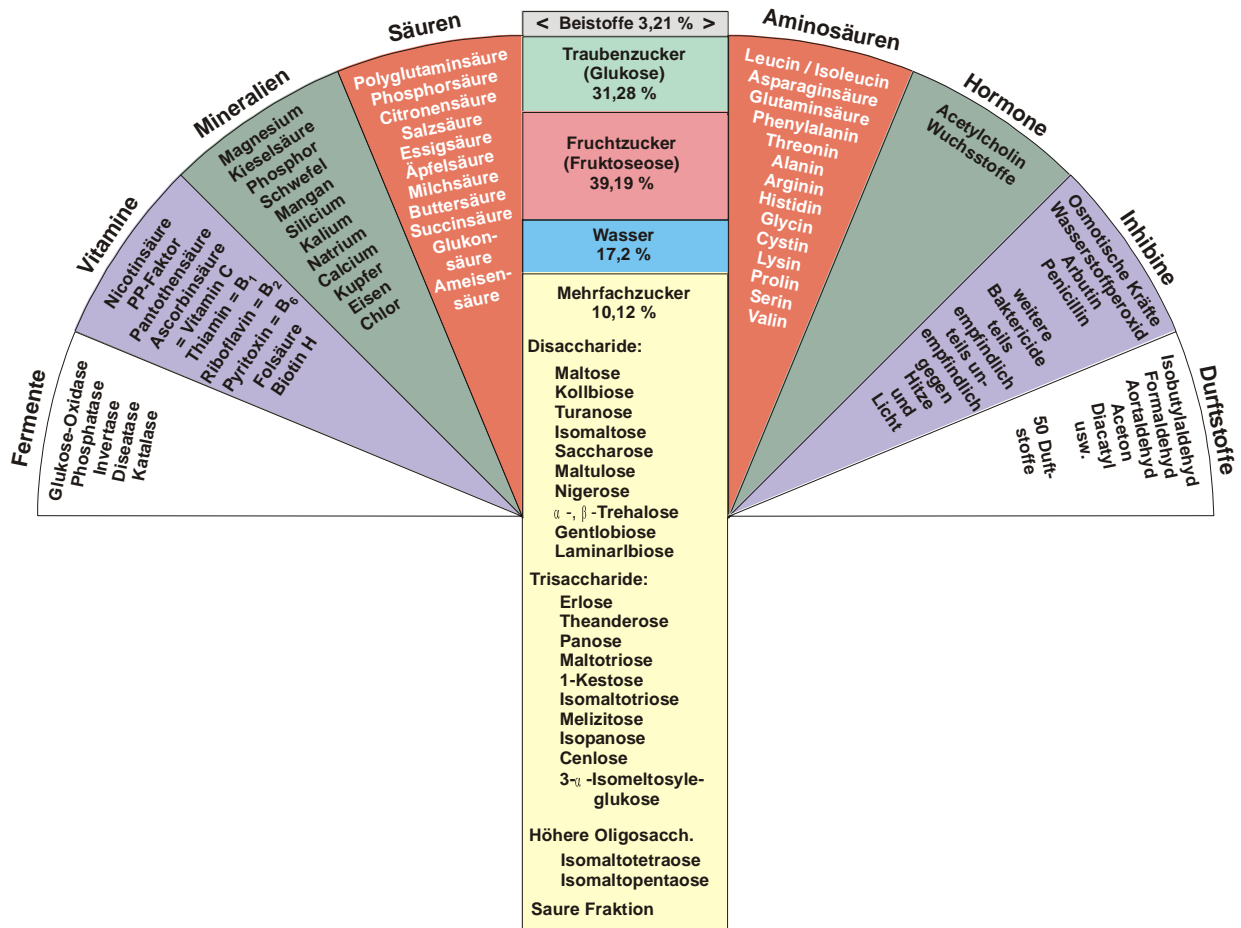 < Beistoffe 3,21 % >
Traubenzucker
(Glukose)
31,28 %
Fruchtzucker
(Fruktoseose)
39,19 %
Wasser
17,2 %
Mehrfachzucker
10,12 %
Disaccharide:
Maltose
Kollbiose
Turanose
Isomaltose
Saccharose
Maltulose
Nigerose
α -, β -Trehalose
Gentlobiose
Laminarlbiose
Trisaccharide:
Erlose
Theanderose
Panose
Maltotriose
1-Kestose
Isomaltotriose
Melizitose
Isopanose
Cenlose
3-α -Isomeltosyle-
glukose
Höhere Oligosacch.
Isomaltotetraose
Isomaltopentaose
Saure Fraktion
Fermente
Glukose-Oxidase
Phosphatase
Invertase
Diseatase
Katalase
Vitamine
Nicotinsäure
PP-Faktor
Pantothensäure
Ascorbinsäure
= Vitamin C
Thiamin = B1
Riboflavin = B2
Pyritoxin = B6
Folsäure
Biotin H
Mineralien
Magnesium
Kieselsäure
Phosphor
Schwefel
Mangan
Silicium
Kalium
Natrium
Calcium
Kupfer
Eisen
Chlor
Säuren
Polyglutaminsäure
Phosphorsäure
Citronensäure
Salzsäure
Essigsäure
Äpfelsäure
Milchsäure
Buttersäure
Succinsäure
Glukon-
säure
Ameisen-
säure
Aminosäuren
Leucin / Isoleucin
Asparaginsäure
Glutaminsäure
Phenylalanin
Threonin
Alanin
Arginin
Histidin
Glycin
Cystin
Lysin
Prolin
Serin
Valin
Hormone
Acetylcholin
Wuchsstoffe
Inhibine
Osmotische Kräfte
Wasserstoffperoxid
Arbutin
Penicillin
weitere
Baktericide
teils
empfindlich
teils un-
empfindlich
gegen
Hitze
und
Licht
Durftstoffe
Isobutylaldehyd
Formaldehyd
Aortaldehyd
Aceton
Diacatyl
usw.
50 Duft-
stoffe